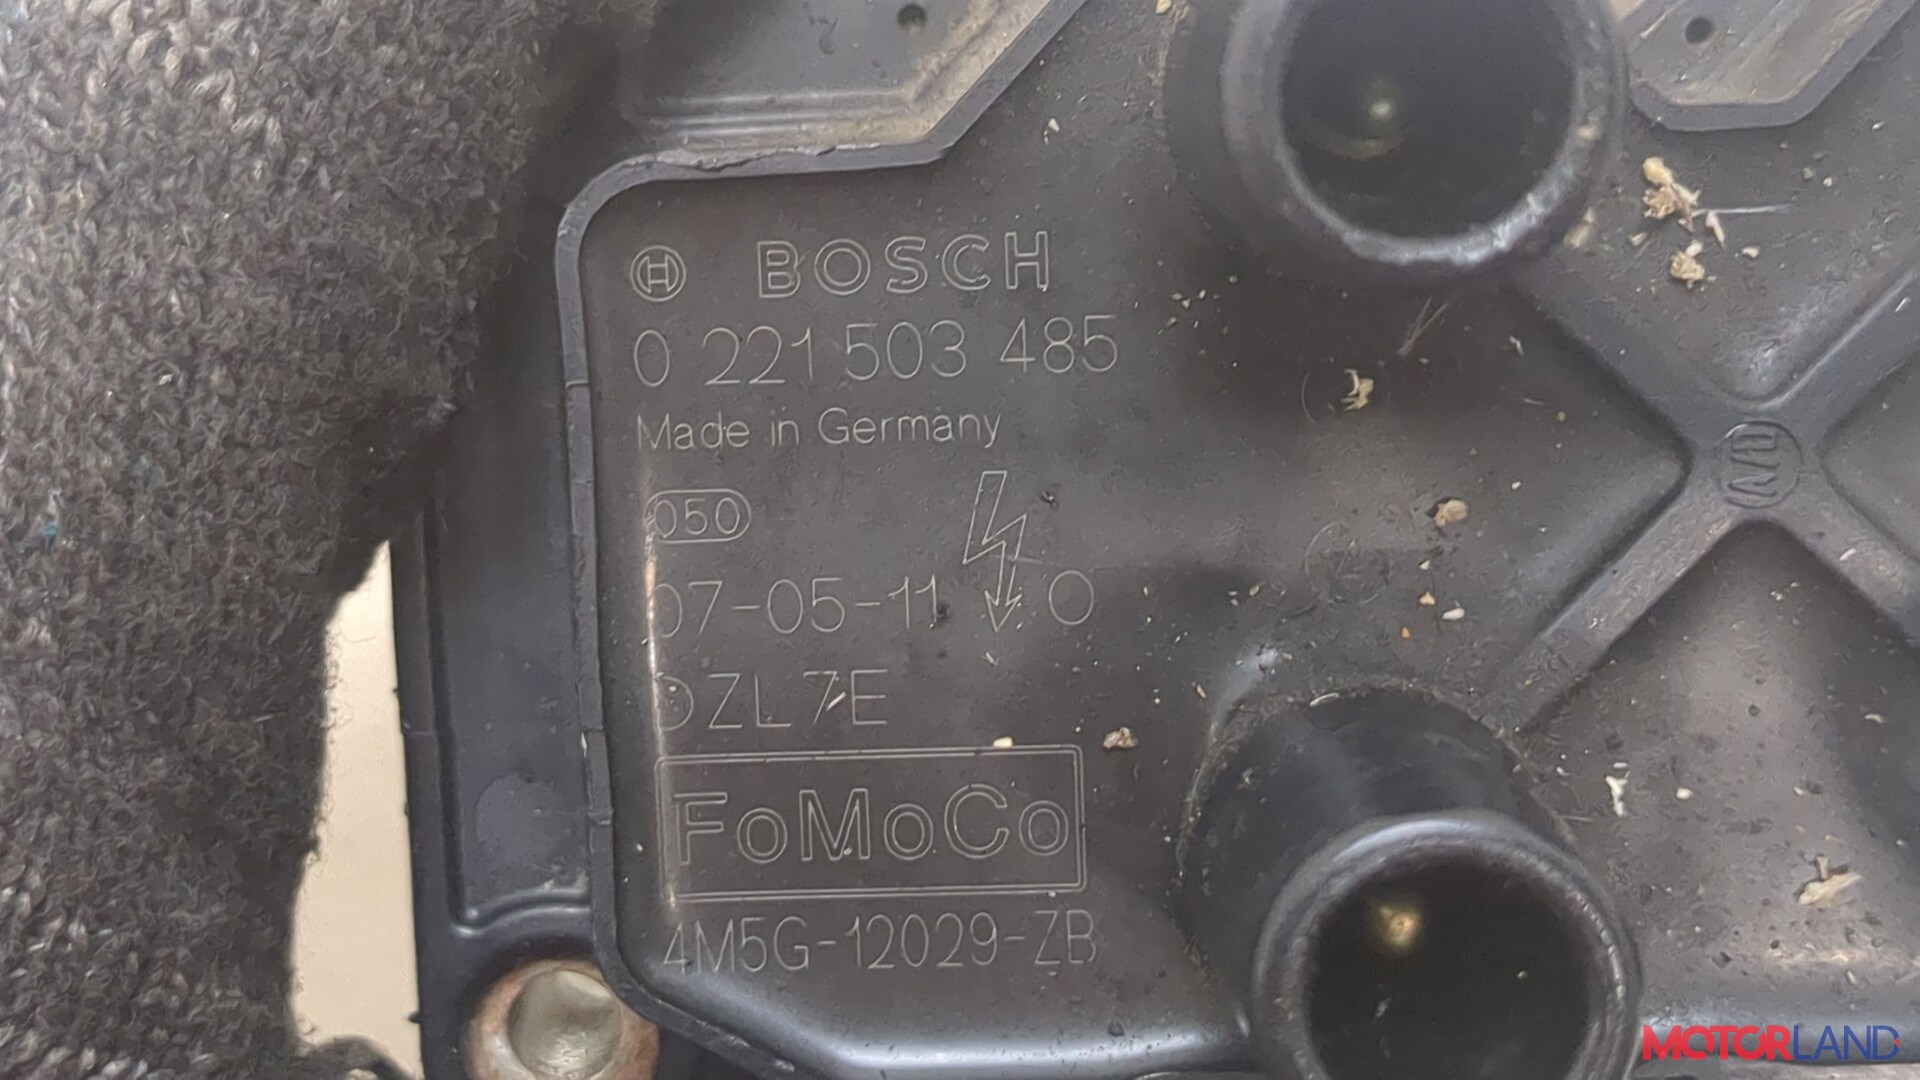 BOSCH
0 221 503 485
Made in Germany
050
07-05-11 O
ZL7E
FoMoCo
4M5G-12029-ZB
MOTORLAND